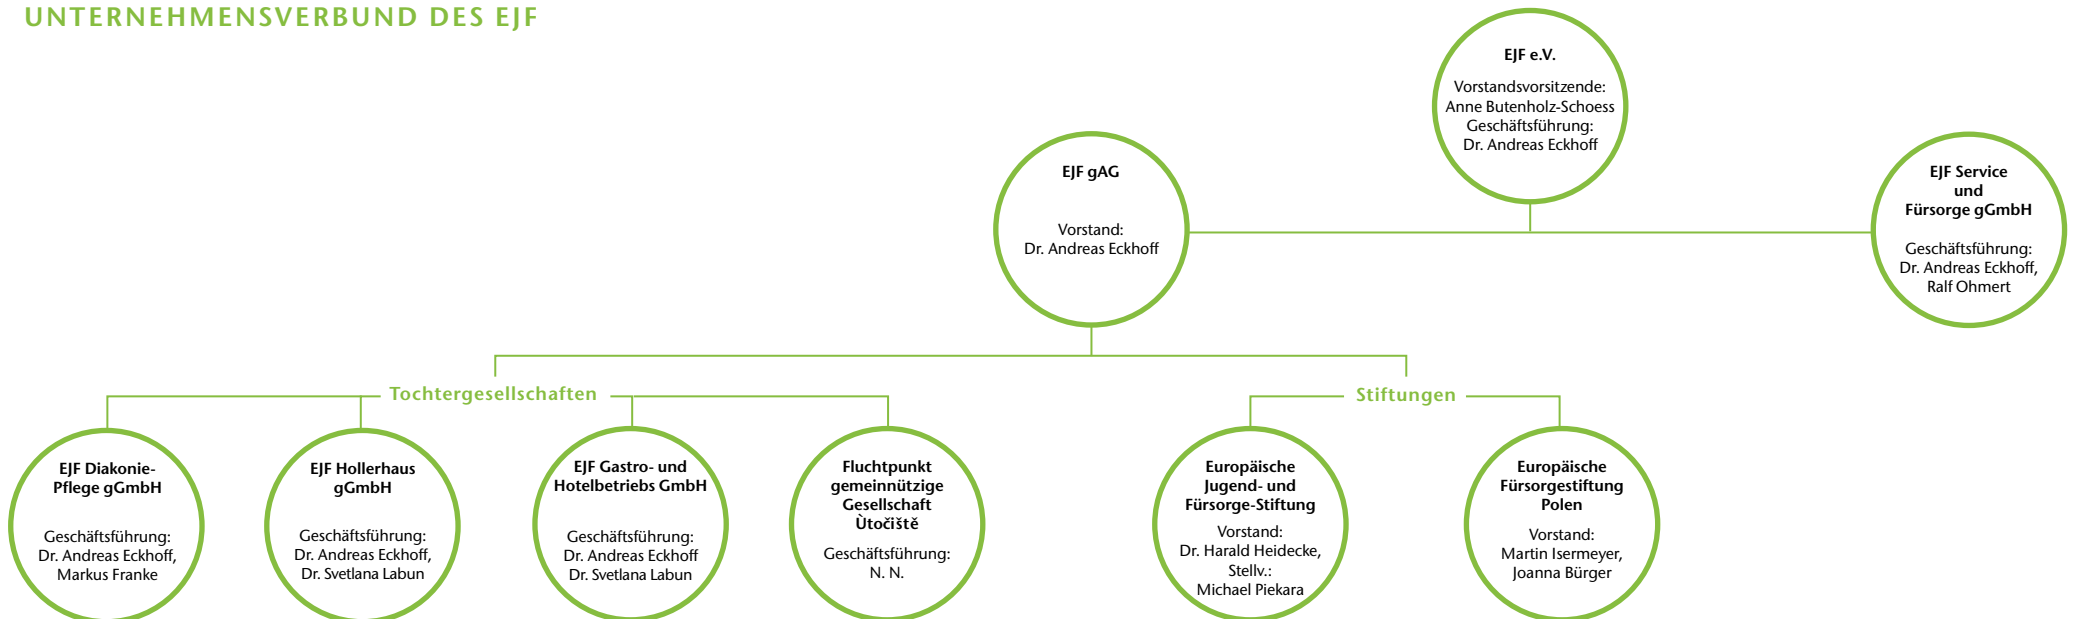 UNTERNEHMENSVERBUND DES EJF
EJF e.V.
Vorstandsvorsitzende:
Anne Butenholz-Schoess
Geschäftsführung:
Dr. Andreas Eckhoff
EJF gAG
Vorstand:
Dr. Andreas Eckhoff
EJF Service
und
Fürsorge gGmbH
Geschäftsführung:
Dr. Andreas Eckhoff,
Ralf Ohmert
Tochtergesellschaften
Stiftungen
EJF Diakonie-
Pflege gGmbH
Geschäftsführung:
Dr. Andreas Eckhoff,
Markus Franke
EJF Hollerhaus
gGmbH
Geschäftsführung:
Dr. Andreas Eckhoff,
Dr. Svetlana Labun
EJF Gastro- und
Hotelbetriebs GmbH
Geschäftsführung:
Dr. Andreas Eckhoff
Dr. Svetlana Labun
Fluchtpunkt
gemeinnützige
Gesellschaft
Ùtočiště
Geschäftsführung:
N. N.
Europäische
Jugend- und
Fürsorge-Stiftung
Vorstand:
Dr. Harald Heidecke,
Stellv.:
Michael Piekara
Europäische
Fürsorgestiftung
Polen
Vorstand:
Martin Isermeyer,
Joanna Bürger